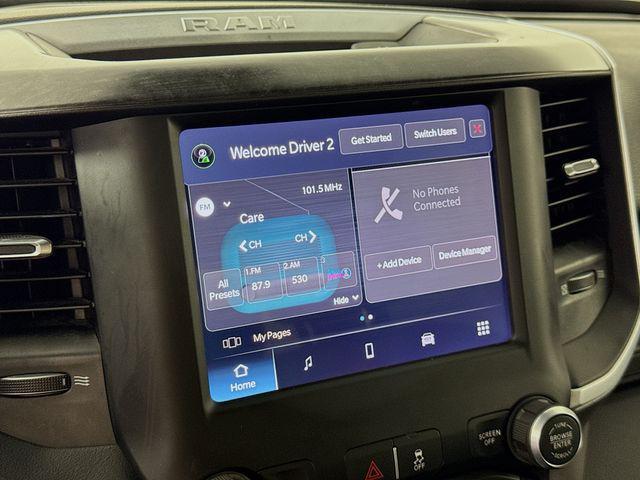 RAM
Welcome Driver 2
Get Started
Switch Users
X
FM
101.5 MHz
Care
CH
CH
All
Presets
1.FM
87.9
2.AM
530
3
Hide
No Phones
Connected
+ Add Device
Device Manager
My Pages
Home
SCREEN
OFF
OFF
TUNE
BROWSE
ENTER
SCROLL